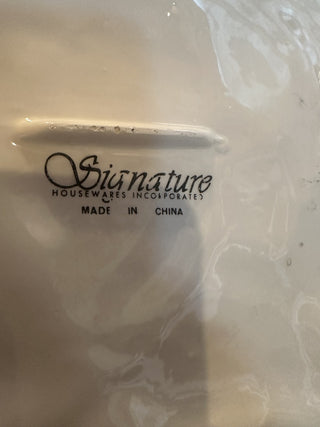 Signature
HOUSEWARES INCORPORATED
MADE IN CHINA